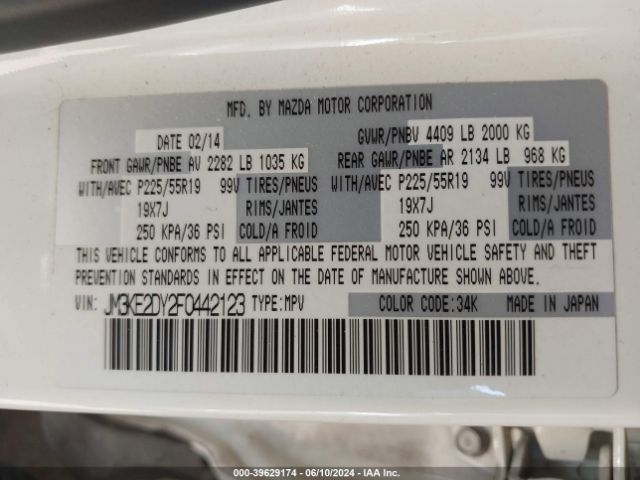 MFD. BY MAZDA MOTOR CORPORATION
DATE 02/14 GVWR/PNBV 4409 LB 2000 KG
FRONT GAWR/PNBE AV 2282 LB 1035 KG REAR GAWR/PNBE AR 2134 LB 968 KG
WITH/AVEC P225/55R19 99V TIRES/PNEUS WITH/AVEC P225/55R19 99V TIRES/PNEUS
19X7J RIMS/JANTES 19X7J RIMS/JANTES
250 KPA/36 PSI COLD/A FROID 250 KPA/36 PSI COLD/A FROID
THIS VEHICLE CONFORMS TO ALL APPLICABLE FEDERAL MOTOR VEHICLE SAFETY AND THEFT
PREVENTION STANDARDS IN EFFECT ON THE DATE OF MANUFACTURE SHOWN ABOVE.
VIN: JM3KE2DY2F0442123 TYPE:MPV COLOR CODE:34K MADE IN JAPAN
000-39629174 - 06/10/2024 - IAA Inc.